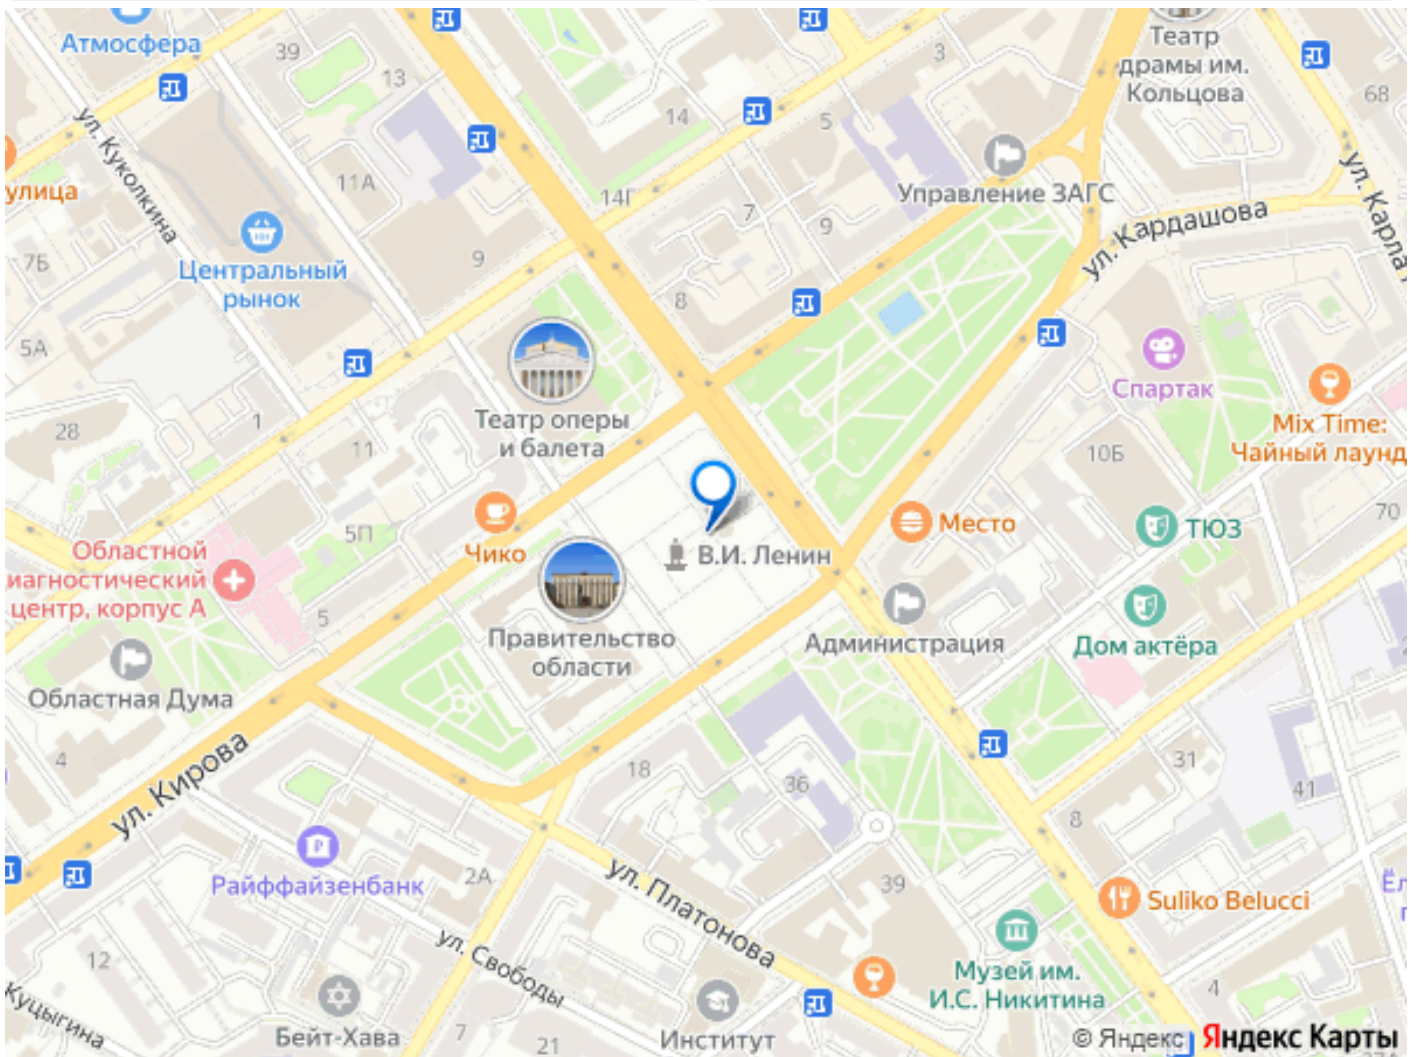 Атмосфера
39
13
3
Театр
драмы им.
Кольцова
68
ул. Куколкина
14
5
улица
11А
14Г
Управление ЗАГС
ул. Кардашова
ул. Карла
7Б
Центральный
рынок
9
7
9
8
5А
Спартак
28
1
11
Театр оперы
и балета
Mix Time:
Чайный лаунд
10Б
70
5П
Чико
В.И. Ленин
Место
ТЮЗ
Областной
иагностический
центр, корпус А
5
Правительство
области
Администрация
Дом актёра
Областная Дума
4
ул. Кирова
18
36
31
41
8
Райффайзенбанк
2А
ул. Платонова
39
Suliko Belucci
12
ул. Свободы
Музей им.
И.С. Никитина
4
Куцыгина
Бейт-Хава
7
21
Институт
© Яндекс
Яндекс Карты